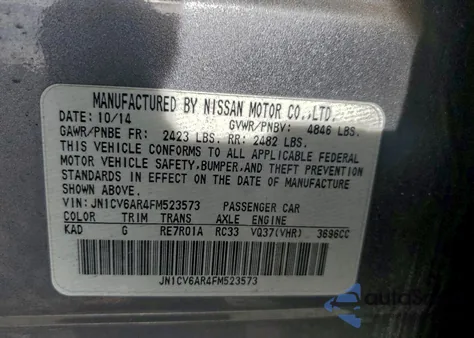 MANUFACTURED BY NISSAN MOTOR CO.,LTD.
DATE: 10/14 GVWR/PNBV: 4846 LBS.
GAWR/PNBE FR: 2423 LBS. RR: 2482 LBS.
THIS VEHICLE CONFORMS TO ALL APPLICABLE FEDERAL
MOTOR VEHICLE SAFETY,BUMPER,AND THEFT PREVENTION
STANDARDS IN EFFECT ON THE DATE OF MANUFACTURE
SHOWN ABOVE.
VIN: JN1CV6AR4FM523573 PASSENGER CAR
COLOR TRIM TRANS AXLE ENGINE
KAD G RE7R01A RC33 VQ37(VHR) 3696CC
JN1CV6AR4FM523573